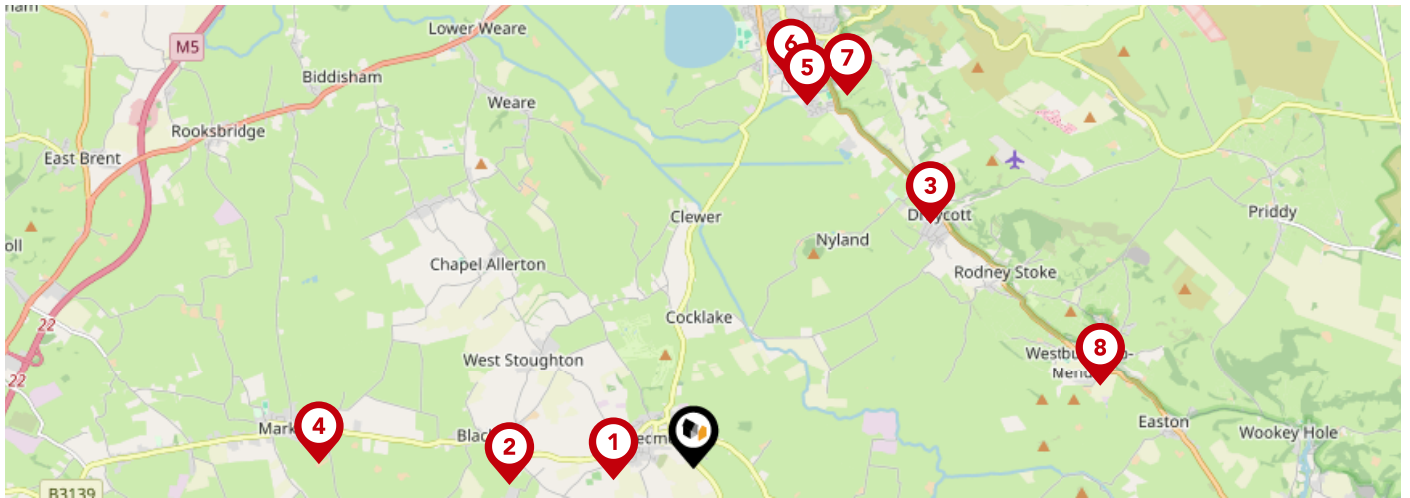 M5
Lower Weare
Biddisham
Weare
Rooksbridge
East Brent
6
7
5
3
Clewer
Priddy
Nyland
Chapel Allerton
Rodney Stoke
22
Cocklake
West Stoughton
22
8
4
2
1
Easton
Wookey Hole
B3139